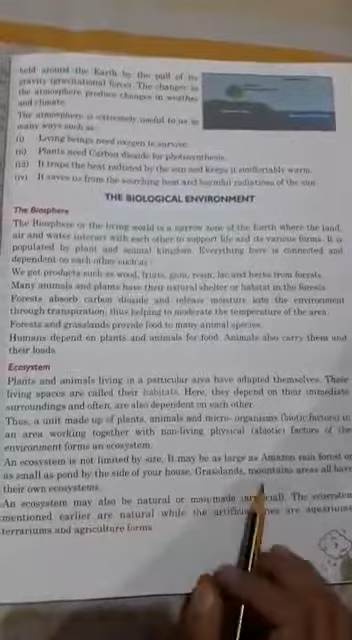 held around the Earth by the pull of its
gravity (gravitational force). The changes in
the atmosphere produce changes in weather
and climate.
The atmosphere is extremely useful to us in
many ways such as :
(i) Living beings need oxygen to survive.
(ii) Plants need Carbon dioxide for photosynthesis.
(iii) It traps the heat radiated by the sun and keeps it comfortably warm.
(iv) It saves us from the scorching heat and harmful radiations of the sun.
THE BIOLOGICAL ENVIRONMENT
The Biosphere
The Biosphere or the living world is a narrow zone of the Earth where the land,
air and water interact with each other to support life and its various forms. It is
populated by plant and animal kingdom. Everything here is connected and
dependent on each other such as :
We get products such as wool, fruits, gum, resin, lac and herbs from forests.
Many animals and plants have their natural shelter or habitat in the forests.
Forests absorb carbon dioxide and release moisture into the environment
through transpiration, thus helping to moderate the temperature of the area.
Forests and grasslands provide food to many animal species.
Humans depend on plants and animals for food. Animals also carry them and
their loads.
Ecosystem
Plants and animals living in a particular area have adapted themselves. These
living spaces are called their habitats. Here, they depend on their immediate
surroundings and often, are also dependent on each other.
Thus, a unit made up of plants, animals and micro- organisms (biotic factors) in
an area working together with non-living physical (abiotic) factors of the
environment forms an ecosystem.
An ecosystem is not limited by size. It may be as large as Amazon rain forest or
as small as pond by the side of your house. Grasslands, mountains areas all have
their own ecosystems.
An ecosystem may also be natural or man-made. The ecosystem
mentioned earlier are natural while the are aquariums
terrariums and agriculture farms